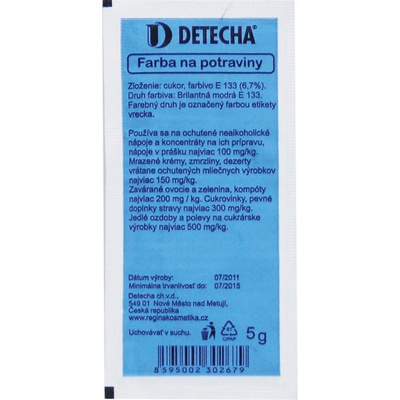 DETECHA®
Farba na potraviny
Zloženie: cukor, farbivo E 133 (6,7%).
Druh farbiva: Brilantná modrá E 133.
Farebný druh je označený farbou etikety
vrecka.
Používa sa na ochutené nealkoholické
nápoje a koncentráty na ich prípravu,
nápoje v prášku najviac 100 mg/kg.
Mrazené krémy, zmrzliny, dezerty
vrátane ochutených mliečnych výrobkov
najviac 150 mg/kg.
Zavárané ovocie a zelenina, kompóty
najviac 200 mg / kg. Cukrovinky, pevné
doplnky stravy najviac 300 mg/kg.
Jedlé ozdoby a polevy na cukrárske
výrobky najviac 500 mg/kg.
Dátum výroby: 07/2011
Minimálna trvanlivosť do: 07/2015
Detecha ch.v.d.,
549 01 Nové Město nad Metují,
Česká republika
www.reginakosmetika.cz
Uchovávať v suchu.
C/PAP
5g
8595002302679